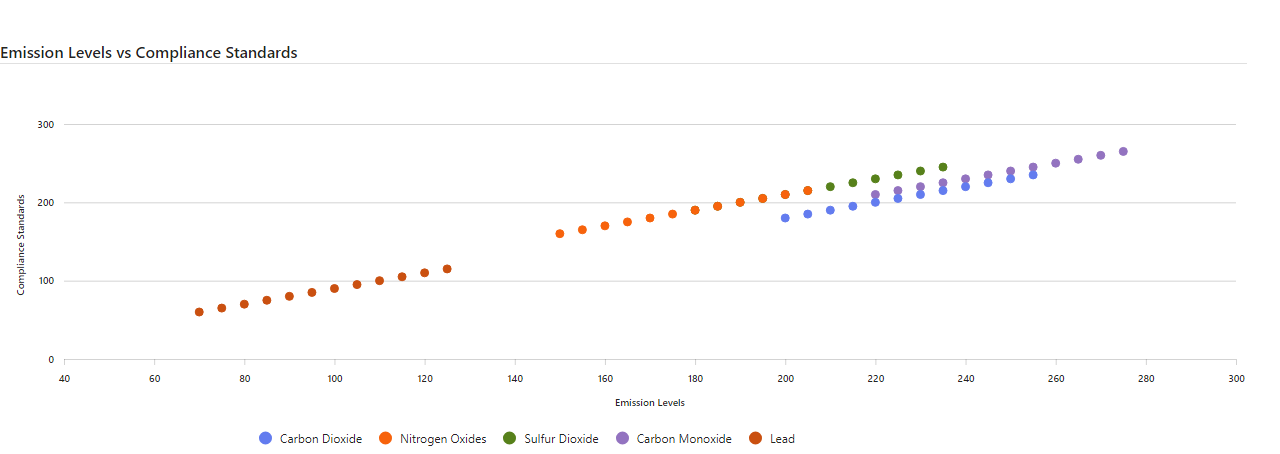 Emission Levels vs Compliance Standards
300
200
100
0
Compliance Standards
40 60 80 100 120 140 160 180 200 220 240 260 280 300
Emission Levels
Carbon Dioxide Nitrogen Oxides Sulfur Dioxide Carbon Monoxide Lead